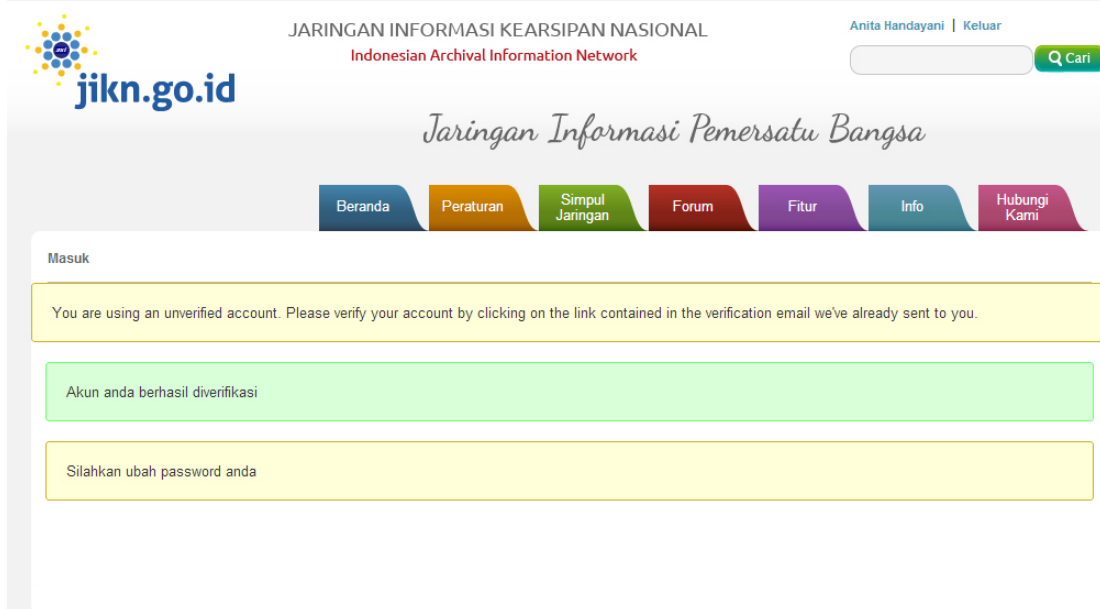 JARINGAN INFORMASI KEARSIPAN NASIONAL
Indonesian Archival Information Network
Anita Handayani | Keluar
Cari
jikn.go.id
Jaringan Informasi Pemersatu Bangsa
Beranda
Peraturan
Simpul
Jaringan
Forum
Fitur
Info
Hubungi
Kami
Masuk
You are using an unverified account. Please verify your account by clicking on the link contained in the verification email we've already sent to you.
Akun anda berhasil diverifikasi
Silahkan ubah password anda